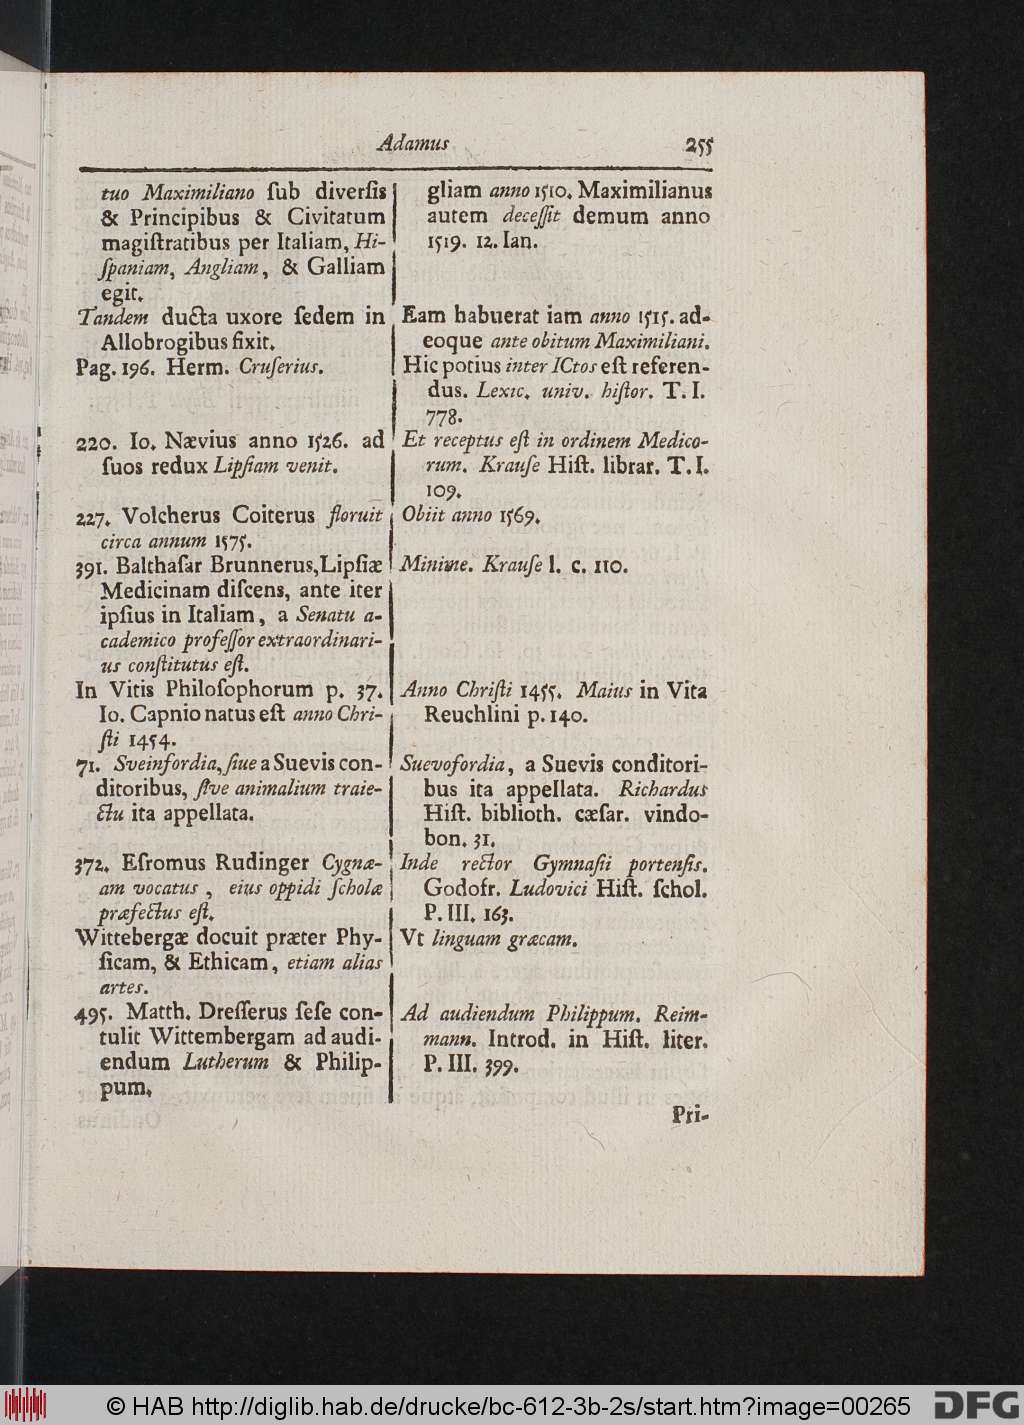 Adamus 255
tuo Maximiliano ſub diverſis
& Principibus & Civitatum
magiſtratibus per Italiam, Hi-
ſpaniam, Angliam, & Galliam
egit.
Tandem ducta uxore ſedem in
Allobrogibus fixit.
Pag. 196. Herm. Cruſerius.
220. Io. Nævius anno 1526. ad
ſuos redux Lipſiam venit.
227. Volcherus Coiterus floruit
circa annum 1575.
391. Balthaſar Brunnerus, Lipſiæ
Medicinam diſcens, ante iter
ipſius in Italiam, a Senatu a-
cademico profeſſor extraordinari-
us conſtitutus eſt.
In Vitis Philoſophorum p. 37.
Io. Capnio natus eſt anno Chri-
ſti 1454.
71. Sveinfordia, ſiue a Suevis con-
ditoribus, ſive animalium traie-
ctu ita appellata.
372. Eſromus Rudinger Cygnæ-
am vocatus, eius oppidi ſcholæ
præfectus eſt.
Wittebergæ docuit præter Phy-
ſicam, & Ethicam, etiam alias
artes.
495. Matth. Dreſſerus ſeſe con-
tulit Wittembergam ad audi-
endum Lutherum & Philip-
pum.
gliam anno 1510. Maximilianus
autem deceſſit demum anno
1519. 12. Ian.
Eam habuerat iam anno 1515. ad-
eoque ante obitum Maximiliani.
Hic potius inter ICtos eſt referen-
dus. Lexic. univ. hiſtor. T. I.
778.
Et receptus eſt in ordinem Medico-
rum. Krauſe Hiſt. librar. T. I.
109.
Obiit anno 1569.
Minime. Krauſe l. c. 110.
Anno Chriſti 1455. Maius in Vita
Reuchlini p. 140.
Suevofordia, a Suevis conditori-
bus ita appellata. Richardus
Hiſt. biblioth. cæſar. vindo-
bon. 31.
Inde rector Gymnaſii portenſis.
Godofr. Ludovici Hiſt. ſchol.
P. III. 163.
Vt linguam græcam.
Ad audiendum Philippum. Reim-
mann. Introd. in Hiſt. liter.
P. III. 399.
Pri-
© HAB http://diglib.hab.de/drucke/bc-612-3b-2s/start.htm?image=00265
DFG